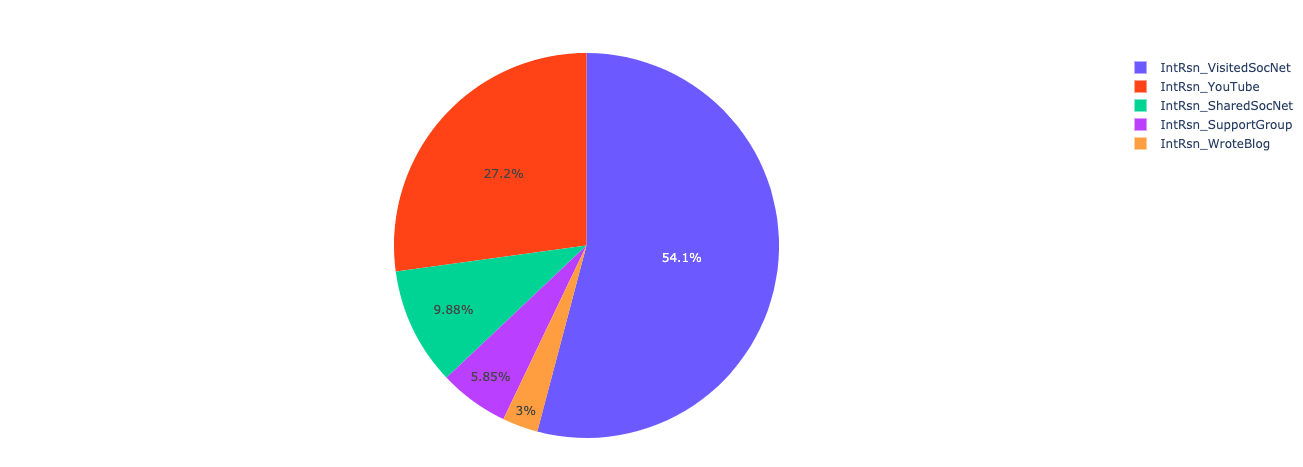 IntRsn_VisitedSocNet
IntRsn_YouTube
IntRsn_SharedSocNet
IntRsn_SupportGroup
IntRsn_WroteBlog
27.2%
54.1%
9.88%
5.85%
3%